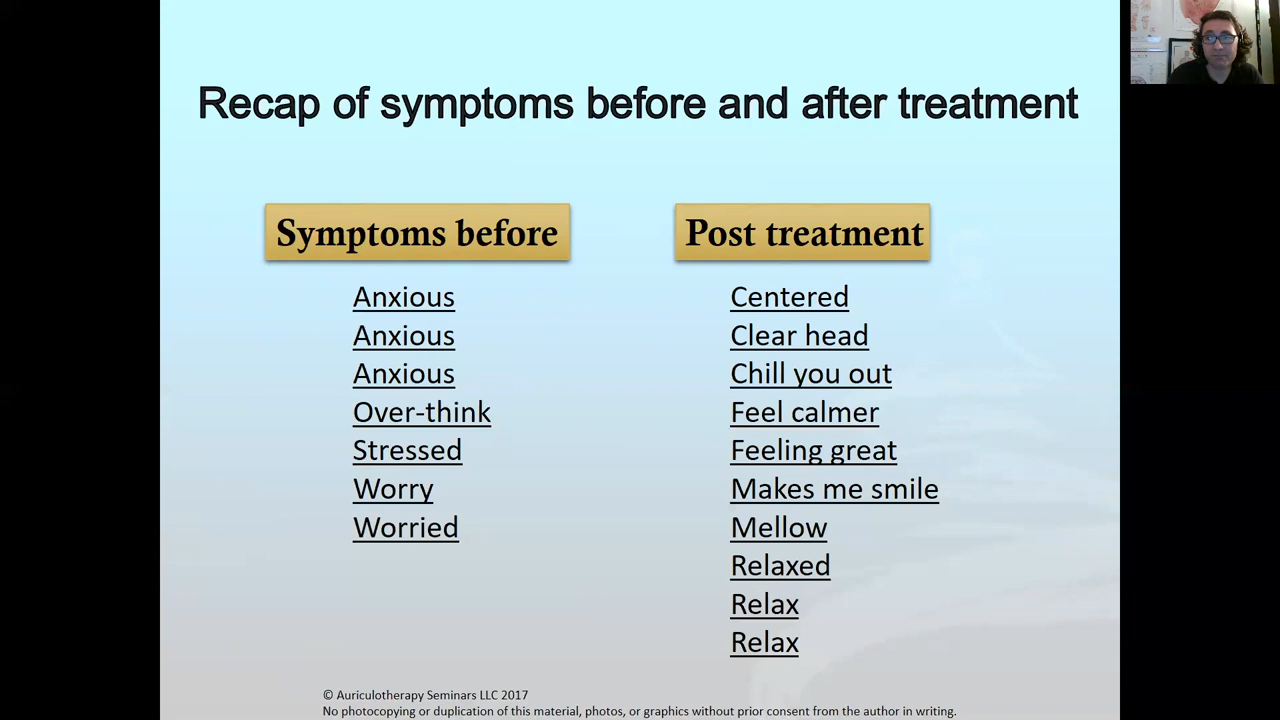 Recap of symptoms before and after treatment
Symptoms before
Anxious
Anxious
Anxious
Over-think
Stressed
Worry
Worried
Post treatment
Centered
Clear head
Chill you out
Feel calmer
Feeling great
Makes me smile
Mellow
Relaxed
Relax
Relax
© Auriculotherapy Seminars LLC 2017
No photocopying or duplication of this material, photos, or graphics without prior consent from the author in writing.